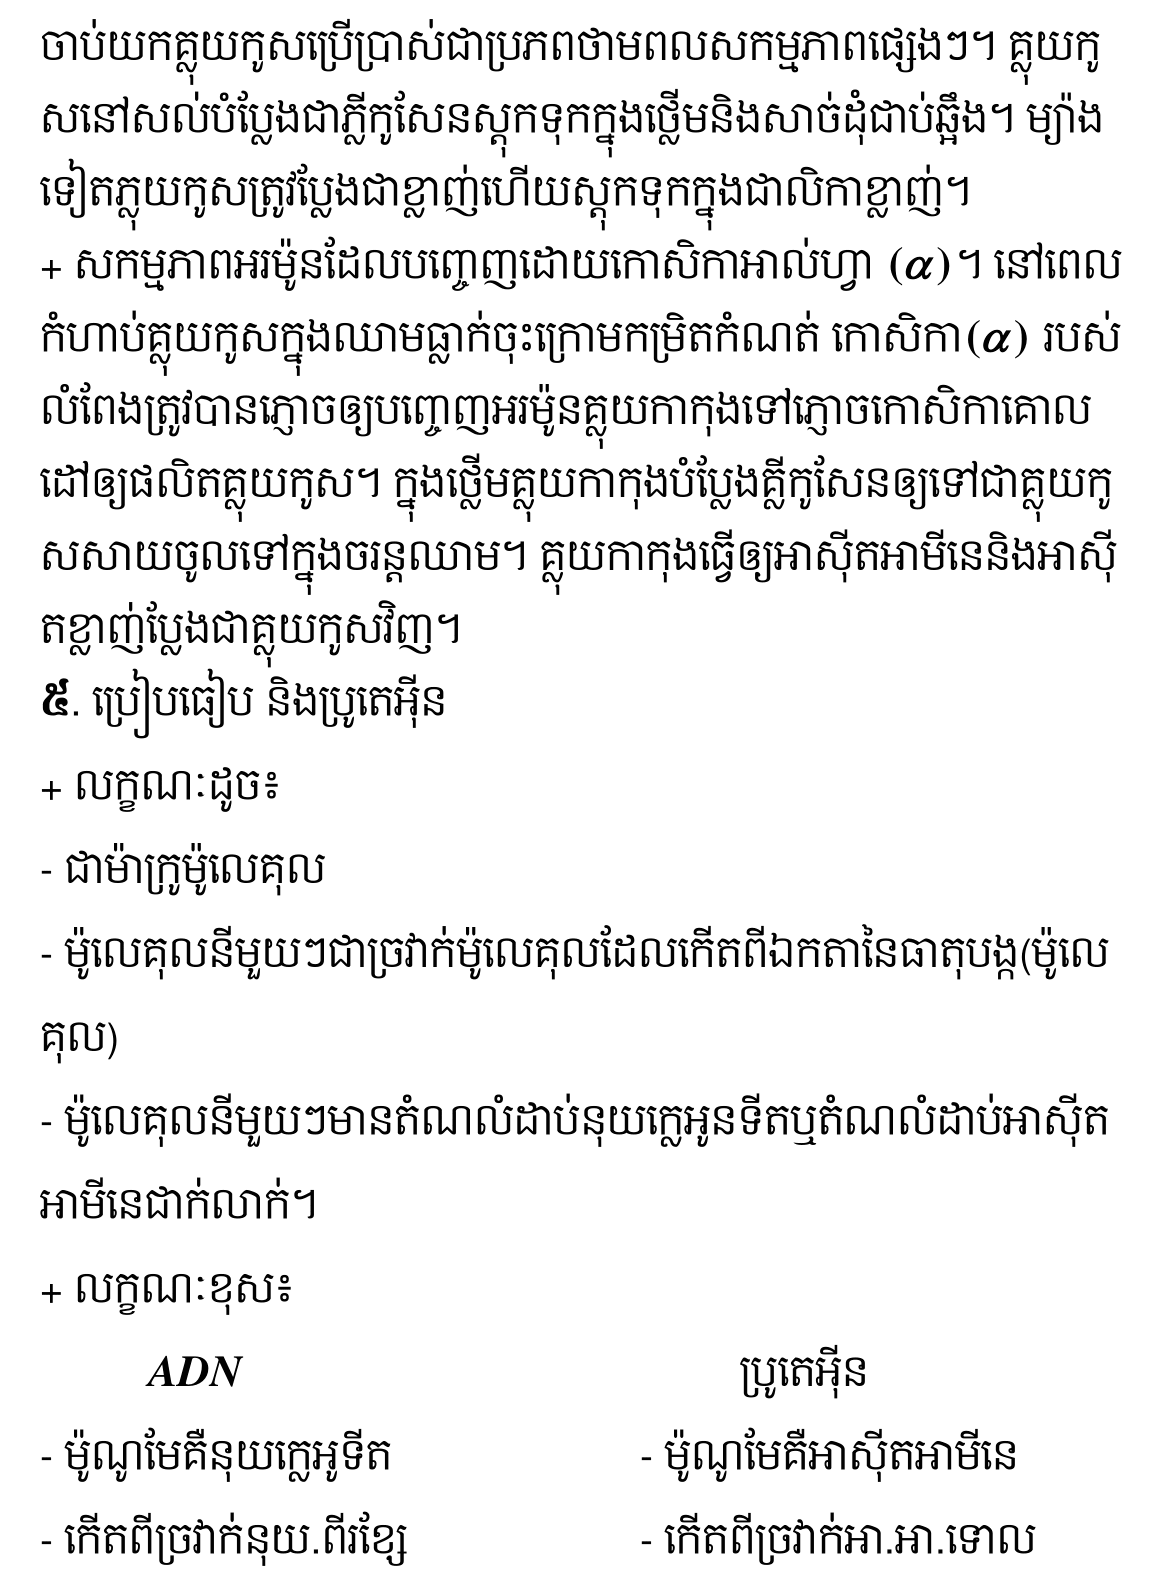 ចាប់យកគ្លុយកូសប្រើប្រាស់ជាប្រភពថាមពលសកម្មភាពផ្សេងៗ។ គ្លុយកូ
សនៅសល់បំប្លែងជាភ្លីកូសែនស្តុកទុកក្នុងថ្លើមនិងសាច់ដុំជាប់ឆ្អឹង។ ម្យ៉ាង
ទៀតភ្លុយកូសត្រូវប្លែងជាខ្លាញ់ហើយស្តុកទុកក្នុងជាលិកាខ្លាញ់។
+ សកម្មភាពអរម៉ូនដែលបញ្ចេញដោយកោសិកាអាល់ហ្វា (α)។ នៅពេល
កំហាប់គ្លុយកូសក្នុងឈាមធ្លាក់ចុះក្រោមកម្រិតកំណត់ កោសិកា(α) របស់
លំពែងត្រូវបានភ្ញោចឲ្យបញ្ចេញអរម៉ូនគ្លុយកាកុងទៅភ្ញោចកោសិកាគោល
ដៅឲ្យផលិតគ្លុយកូស។ ក្នុងថ្លើមគ្លុយកាកុងបំប្លែងគ្លីកូសែនឲ្យទៅជាគ្លុយកូ
សសាយចូលទៅក្នុងចរន្តឈាម។ គ្លុយកាកុងធ្វើឲ្យអាស៊ីតអាមីនេនិងអាស៊ី
តខ្លាញ់ប្លែងជាគ្លុយកូសវិញ។
៥. ប្រៀបធៀប និងប្រូតេអ៊ីន
+ លក្ខណៈដូច៖
- ជាម៉ាក្រូម៉ូលេគុល
- ម៉ូលេគុលនីមួយៗជាច្រវាក់ម៉ូលេគុលដែលកើតពីឯកតានៃធាតុបង្ក(ម៉ូលេ
គុល)
- ម៉ូលេគុលនីមួយៗមានតំណលំដាប់នុយក្លេអូនទីតឬតំណលំដាប់អាស៊ីត
អាមីនេជាក់លាក់។
+ លក្ខណៈខុស៖
ADN ប្រូតេអ៊ីន
- ម៉ូណូមែគឺនុយក្លេអូទីត - ម៉ូណូមែគឺអាស៊ីតអាមីនេ
- កើតពីច្រវាក់នុយ.ពីរខ្សែ - កើតពីច្រវាក់អា.អា.ទោល